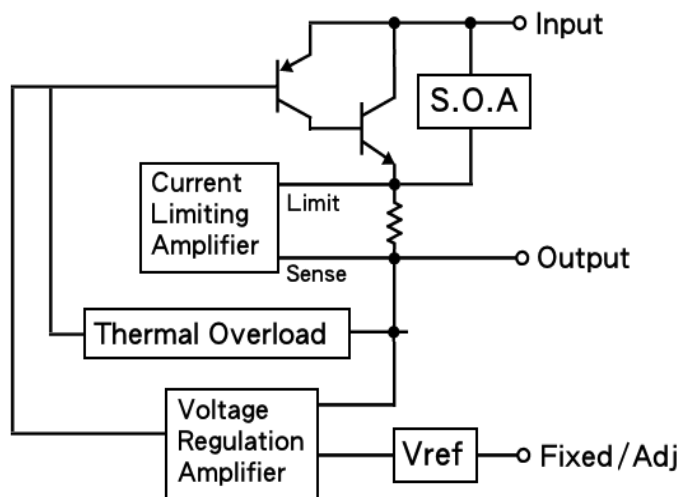 Input
S.O.A
Current
Limiting
Amplifier
Limit
Sense
Output
Thermal Overload
Voltage
Regulation
Amplifier
Vref
Fixed/Adj